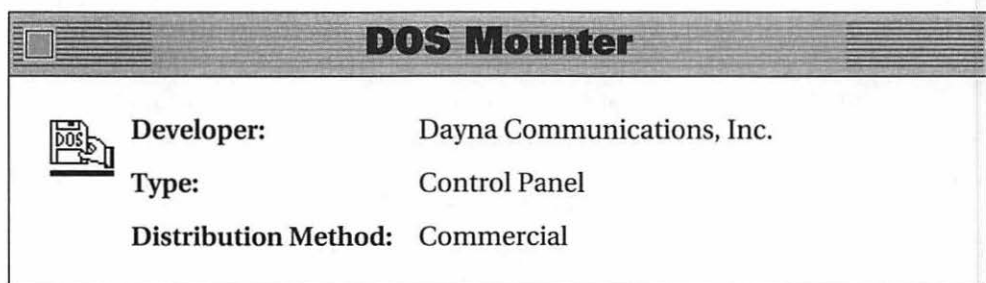 DOS Mounter
DOS
Developer: Dayna Communications, Inc.
Type: Control Panel
Distribution Method: Commercial